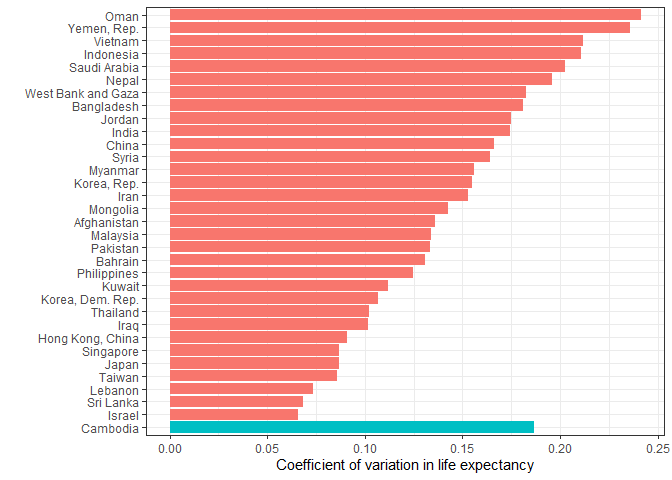 Oman
Yemen, Rep.
Vietnam
Indonesia
Saudi Arabia
Nepal
West Bank and Gaza
Bangladesh
Jordan
India
China
Syria
Myanmar
Korea, Rep.
Iran
Mongolia
Afghanistan
Malaysia
Pakistan
Bahrain
Philippines
Kuwait
Korea, Dem. Rep.
Thailand
Iraq
Hong Kong, China
Singapore
Japan
Taiwan
Lebanon
Sri Lanka
Israel
Cambodia
0.00 0.05 0.10 0.15 0.20 0.25
Coefficient of variation in life expectancy